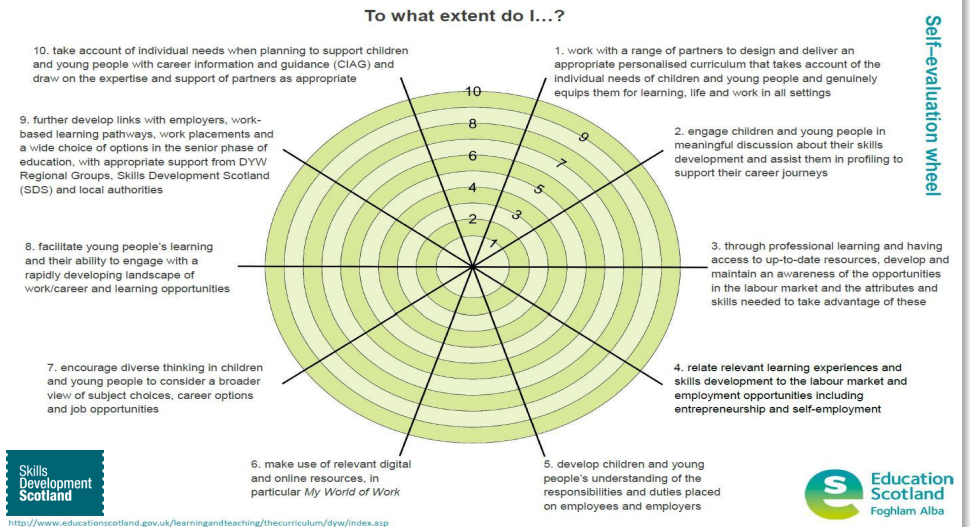 To what extent do I...?
Self-evaluation wheel
10. take account of individual needs when planning to support children
and young people with career information and guidance (CIAG) and
draw on the expertise and support of partners as appropriate
1. work with a range of partners to design and deliver an
appropriate personalised curriculum that takes account of the
individual needs of children and young people and genuinely
equips them for learning, life and work in all settings
9. further develop links with employers, work-
based learning pathways, work placements and
a wide choice of options in the senior phase of
education, with appropriate support from DYW
Regional Groups, Skills Development Scotland
(SDS) and local authorities
2. engage children and young people in
meaningful discussion about their skills
development and assist them in profiling to
support their career journeys
10
9
8
7
6
5
4
3
2
1
8. facilitate young people's learning
and their ability to engage with a
rapidly developing landscape of
work/career and learning opportunities
3. through professional learning and having
access to up-to-date resources, develop and
maintain an awareness of the opportunities
in the labour market and the attributes and
skills needed to take advantage of these
7. encourage diverse thinking in children
and young people to consider a broader
view of subject choices, career options
and job opportunities
4. relate relevant learning experiences and
skills development to the labour market and
employment opportunities including
entrepreneurship and self-employment
6. make use of relevant digital
and online resources, in
particular My World of Work
5. develop children and young
people's understanding of the
responsibilities and duties placed
on employees and employers
Skills
Development
Scotland
Education
Scotland
Foghlam Alba
http://www.educationscotland.gov.uk/learningandteaching/thecurriculum/dyw/index.asp